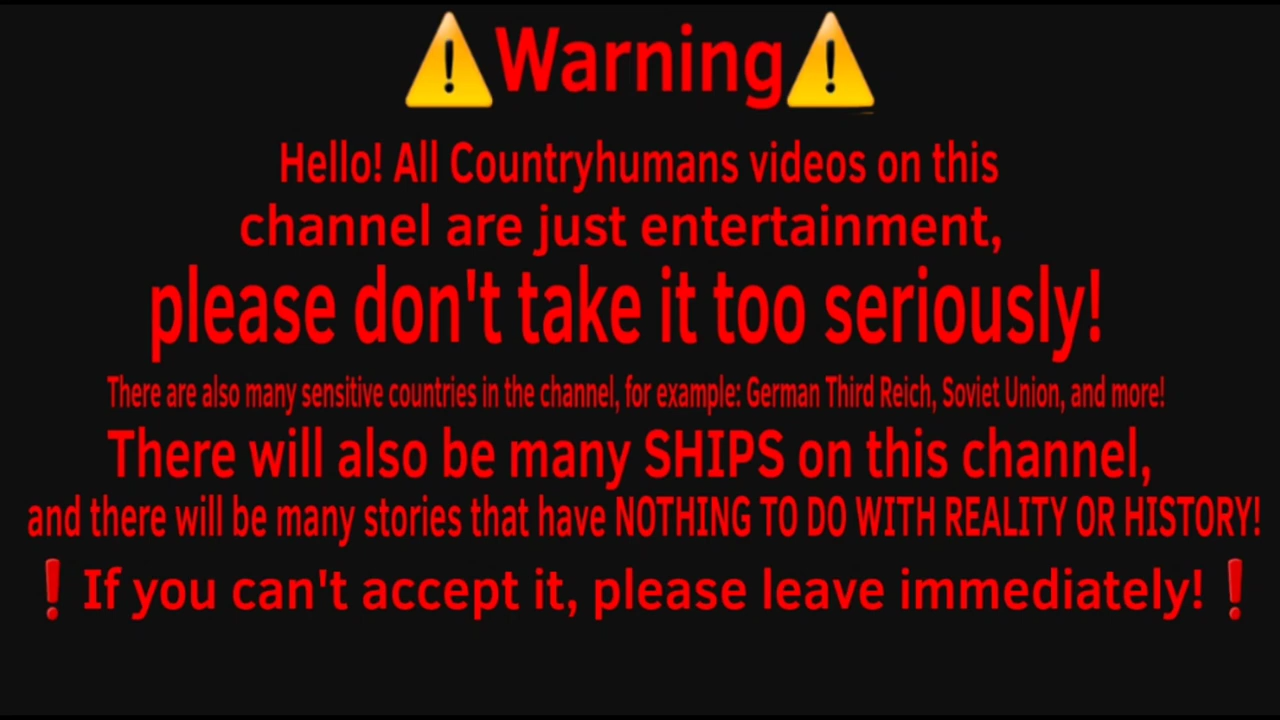 ⚠️Warning⚠️
Hello! All Countryhumans videos on this
channel are just entertainment,
please don't take it too seriously!
There are also many sensitive countries in the channel, for example: German Third Reich, Soviet Union, and more!
There will also be many SHIPS on this channel,
and there will be many stories that have NOTHING TO DO WITH REALITY OR HISTORY!
❗If you can't accept it, please leave immediately!❗